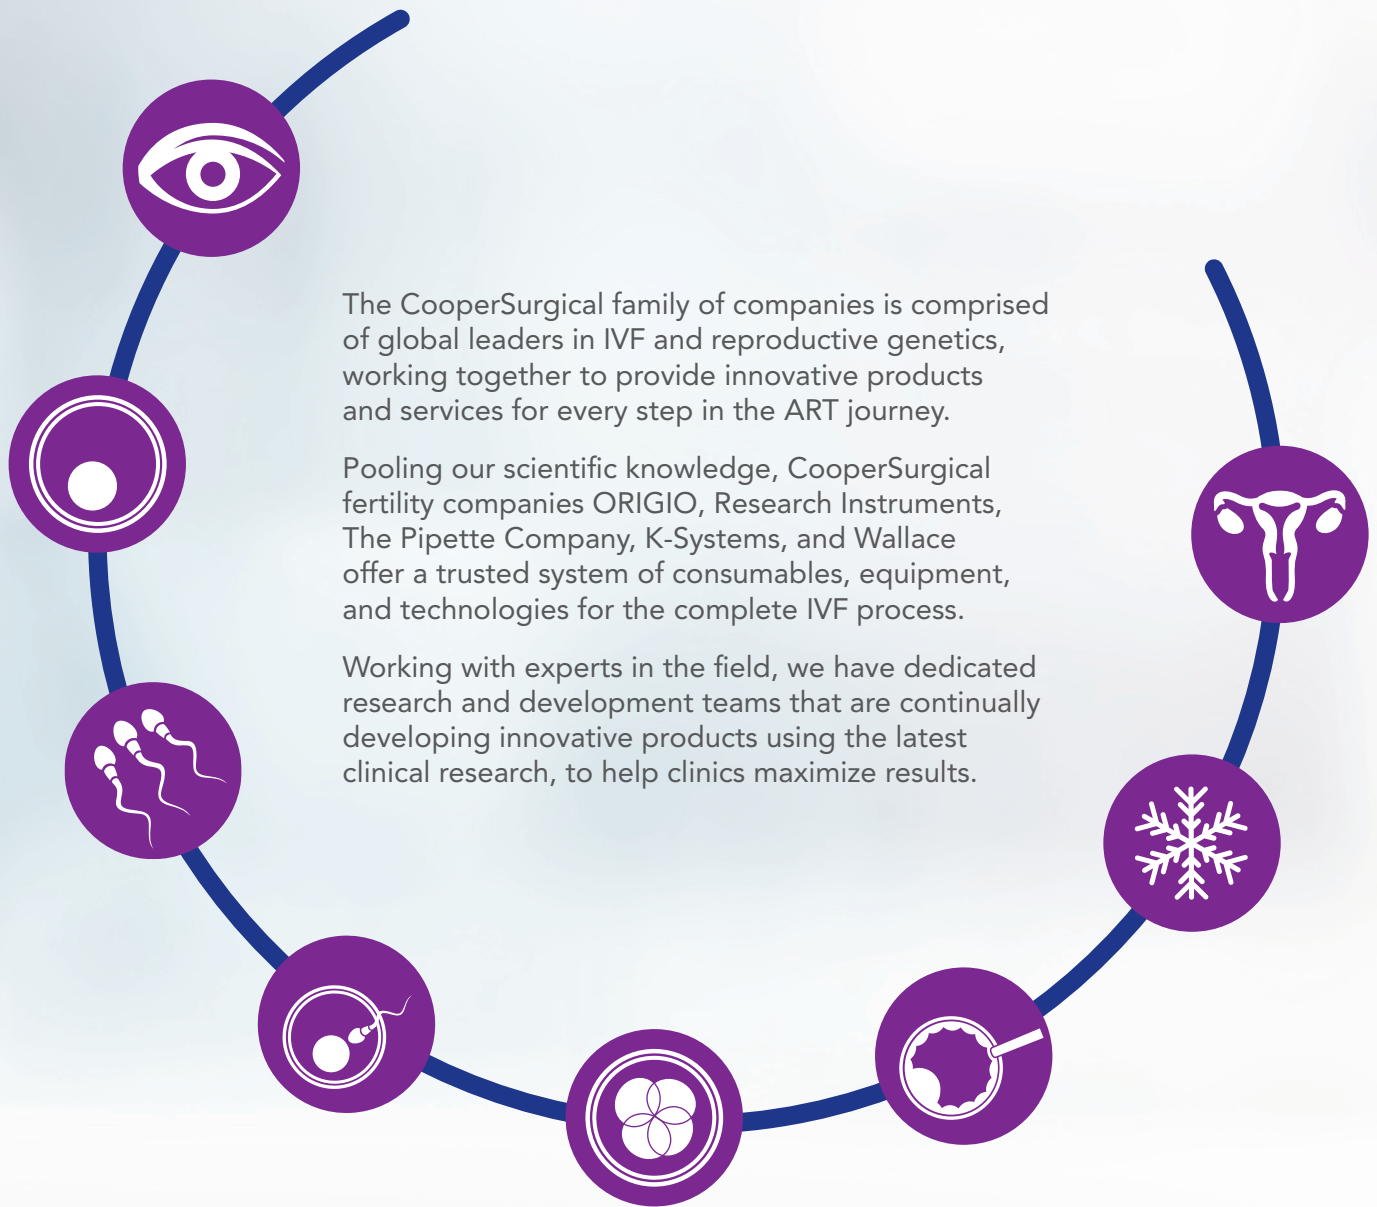 The CooperSurgical family of companies is comprised
of global leaders in IVF and reproductive genetics,
working together to provide innovative products
and services for every step in the ART journey.
Pooling our scientific knowledge, CooperSurgical
fertility companies ORIGIO, Research Instruments,
The Pipette Company, K-Systems, and Wallace
offer a trusted system of consumables, equipment,
and technologies for the complete IVF process.
Working with experts in the field, we have dedicated
research and development teams that are continually
developing innovative products using the latest
clinical research, to help clinics maximize results.